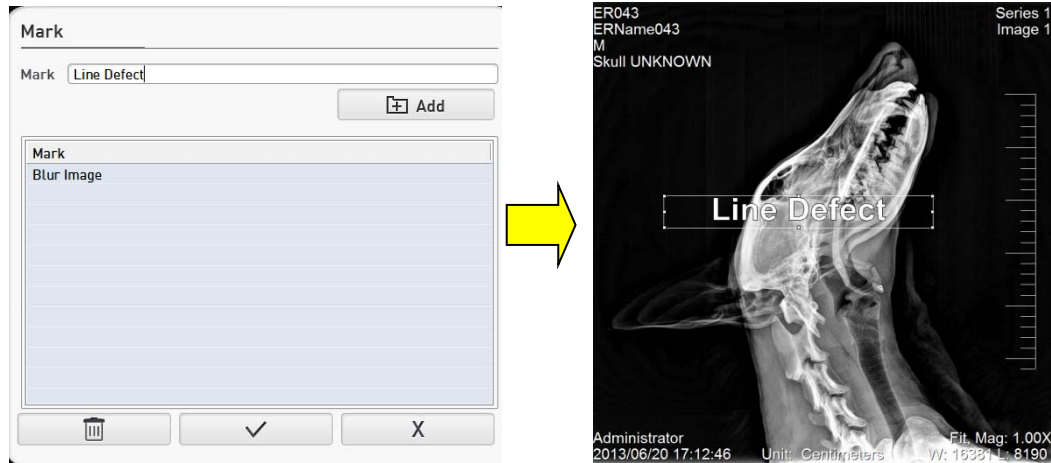 Mark
Mark Line Defect
Add
Mark
Blur Image
X
ER043
ERName043
M
Skull UNKNOWN
Series 1
Image 1
Line Defect
Administrator
2013/06/20 17:12:46
Unit: Centimeters
Fit, Mag: 1.00X
W: 16381 L: 8190